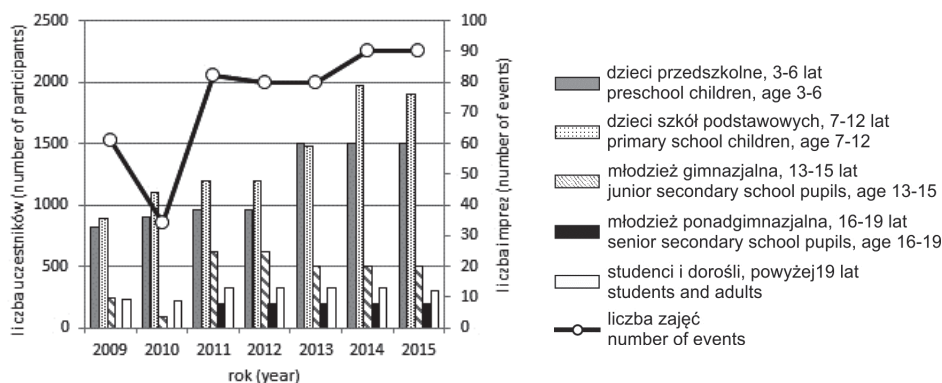 liczba uczestników (number of participants)
2500
2000
1500
1000
500
0
100
90
80
70
60
50
40
30
20
10
0
liczba imprez (number of events)
2009 2010 2011 2012 2013 2014 2015
rok (year)
dzieci przedszkolne, 3-6 lat
preschool children, age 3-6
dzieci szkół podstawowych, 7-12 lat
primary school children, age 7-12
młodzież gimnazjalna, 13-15 lat
junior secondary school pupils, age 13-15
młodzież ponadgimnazjalna, 16-19 lat
senior secondary school pupils, age 16-19
studenci i dorośli, powyżej19 lat
students and adults
liczba zajęć
number of events